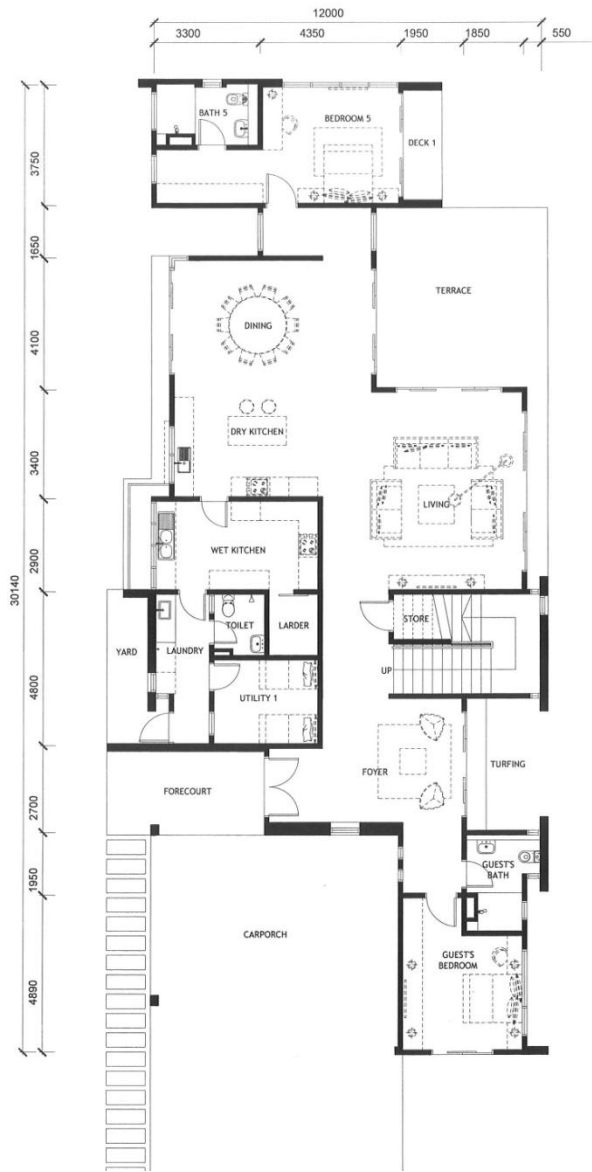 12000
3300
4350
1950
1850
550
BATH 5
BEDROOM 5
DECK 1
3750
1650
TERRACE
DINING
4100
DRY KITCHEN
3400
LIVING
WET KITCHEN
2900
30140
TOILET
STORE
LARDER
YARD
LAUNDRY
UP
4800
UTILITY 1
FOYER
TURFING
FORECOURT
2700
GUEST'S
BATH
1950
CARPORCH
GUEST'S
BEDROOM
4890